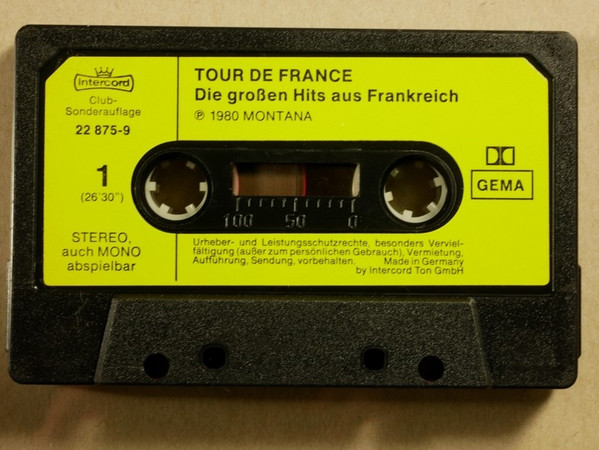 intercord
Club-
Sonderauflage
22 875-9
1
(26'30")
STEREO,
auch MONO
abspielbar
TOUR DE FRANCE
Die großen Hits aus Frankreich
℗ 1980 MONTANA
GEMA
100 50 0
Urheber- und Leistungsschutzrechte, besonders Verviel-
fältigung (außer zum persönlichen Gebrauch), Vermietung,
Aufführung, Sendung, vorbehalten. Made in Germany
by Intercord Ton GmbH